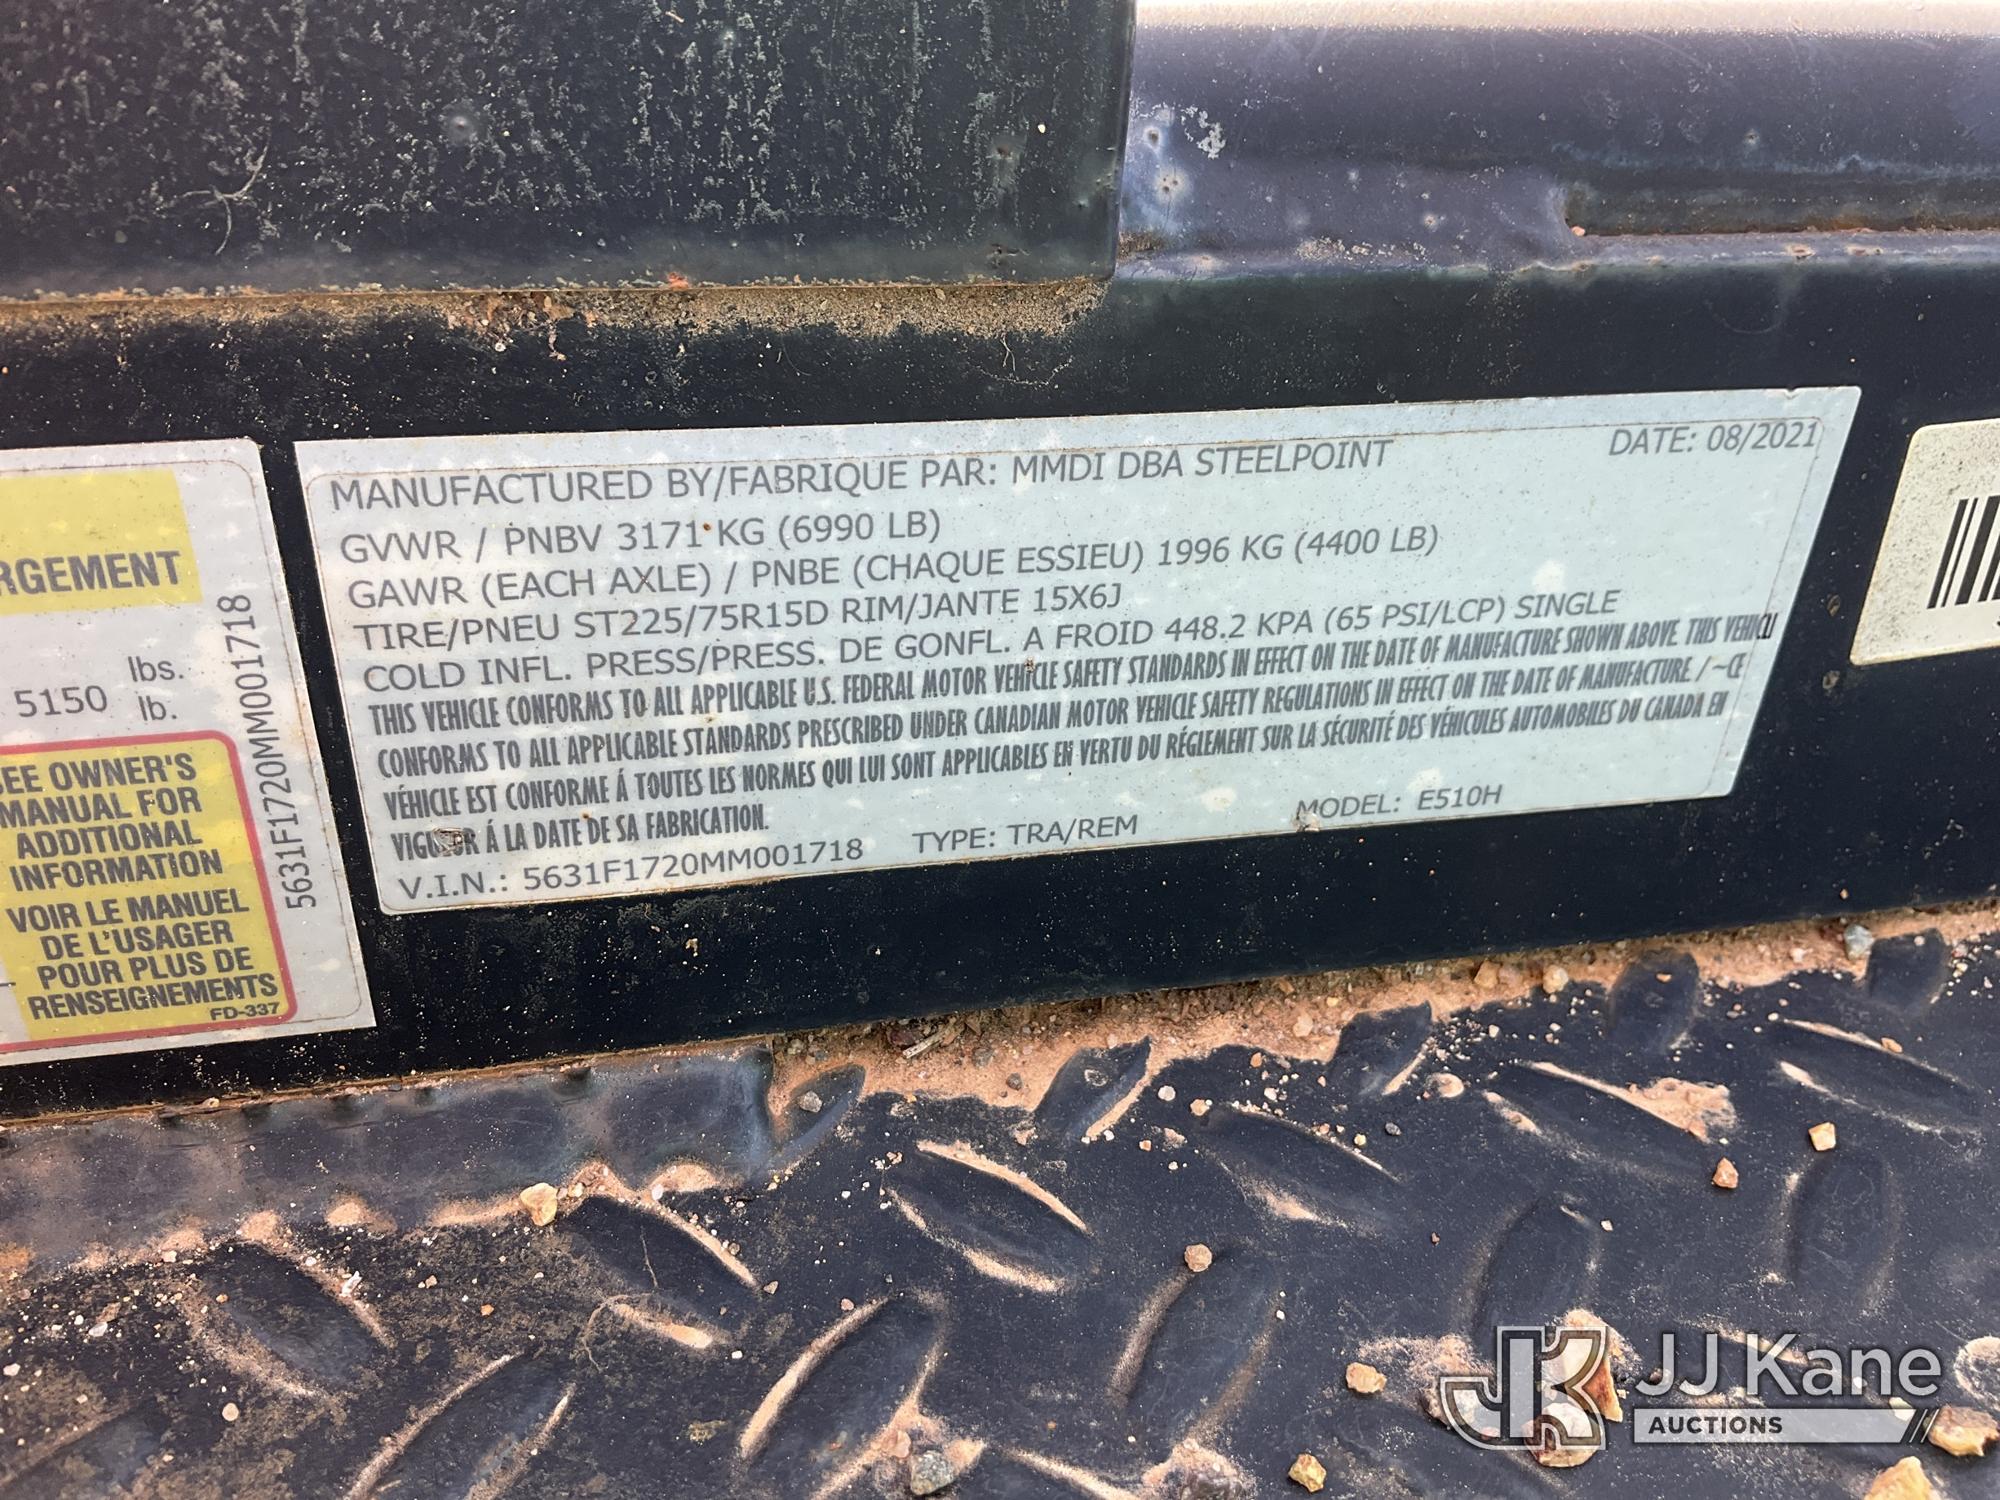 RGEMENT
5150 lbs.
lb.
SEE OWNER'S
MANUAL FOR
ADDITIONAL
INFORMATION
VOIR LE MANUEL
DE L'USAGER
POUR PLUS DE
RENSEIGNEMENTS
FD-337
5631F1720MM001718
MANUFACTURED BY/FABRIQUE PAR: MMDI DBA STEELPOINT DATE: 08/2021
GVWR / PNBV 3171 KG (6990 LB)
GAWR (EACH AXLE) / PNBE (CHAQUE ESSIEU) 1996 KG (4400 LB)
TIRE/PNEU ST225/75R15D RIM/JANTE 15X6J
COLD INFL. PRESS/PRESS. DE GONFL. A FROID 448.2 KPA (65 PSI/LCP) SINGLE
THIS VEHICLE CONFORMS TO ALL APPLICABLE U.S. FEDERAL MOTOR VEHICLE SAFETY STANDARDS IN EFFECT ON THE DATE OF MANUFACTURE SHOWN ABOVE. THIS VEHICL
CONFORMS TO ALL APPLICABLE STANDARDS PRESCRIBED UNDER CANADIAN MOTOR VEHICLE SAFETY REGULATIONS IN EFFECT ON THE DATE OF MANUFACTURE. / ~CE
VÉHICLE EST CONFORME Á TOUTES LES NORMES QUI LUI SONT APPLICABLES EN VERTU DU RÉGLEMENT SUR LA SÉCURITÉ DES VÉHICULES AUTOMOBILES DU CANADA EN
VIGUEUR Á LA DATE DE SA FABRICATION.
V.I.N.: 5631F1720MM001718 TYPE: TRA/REM MODEL: E510H
JJ Kane
AUCTIONS